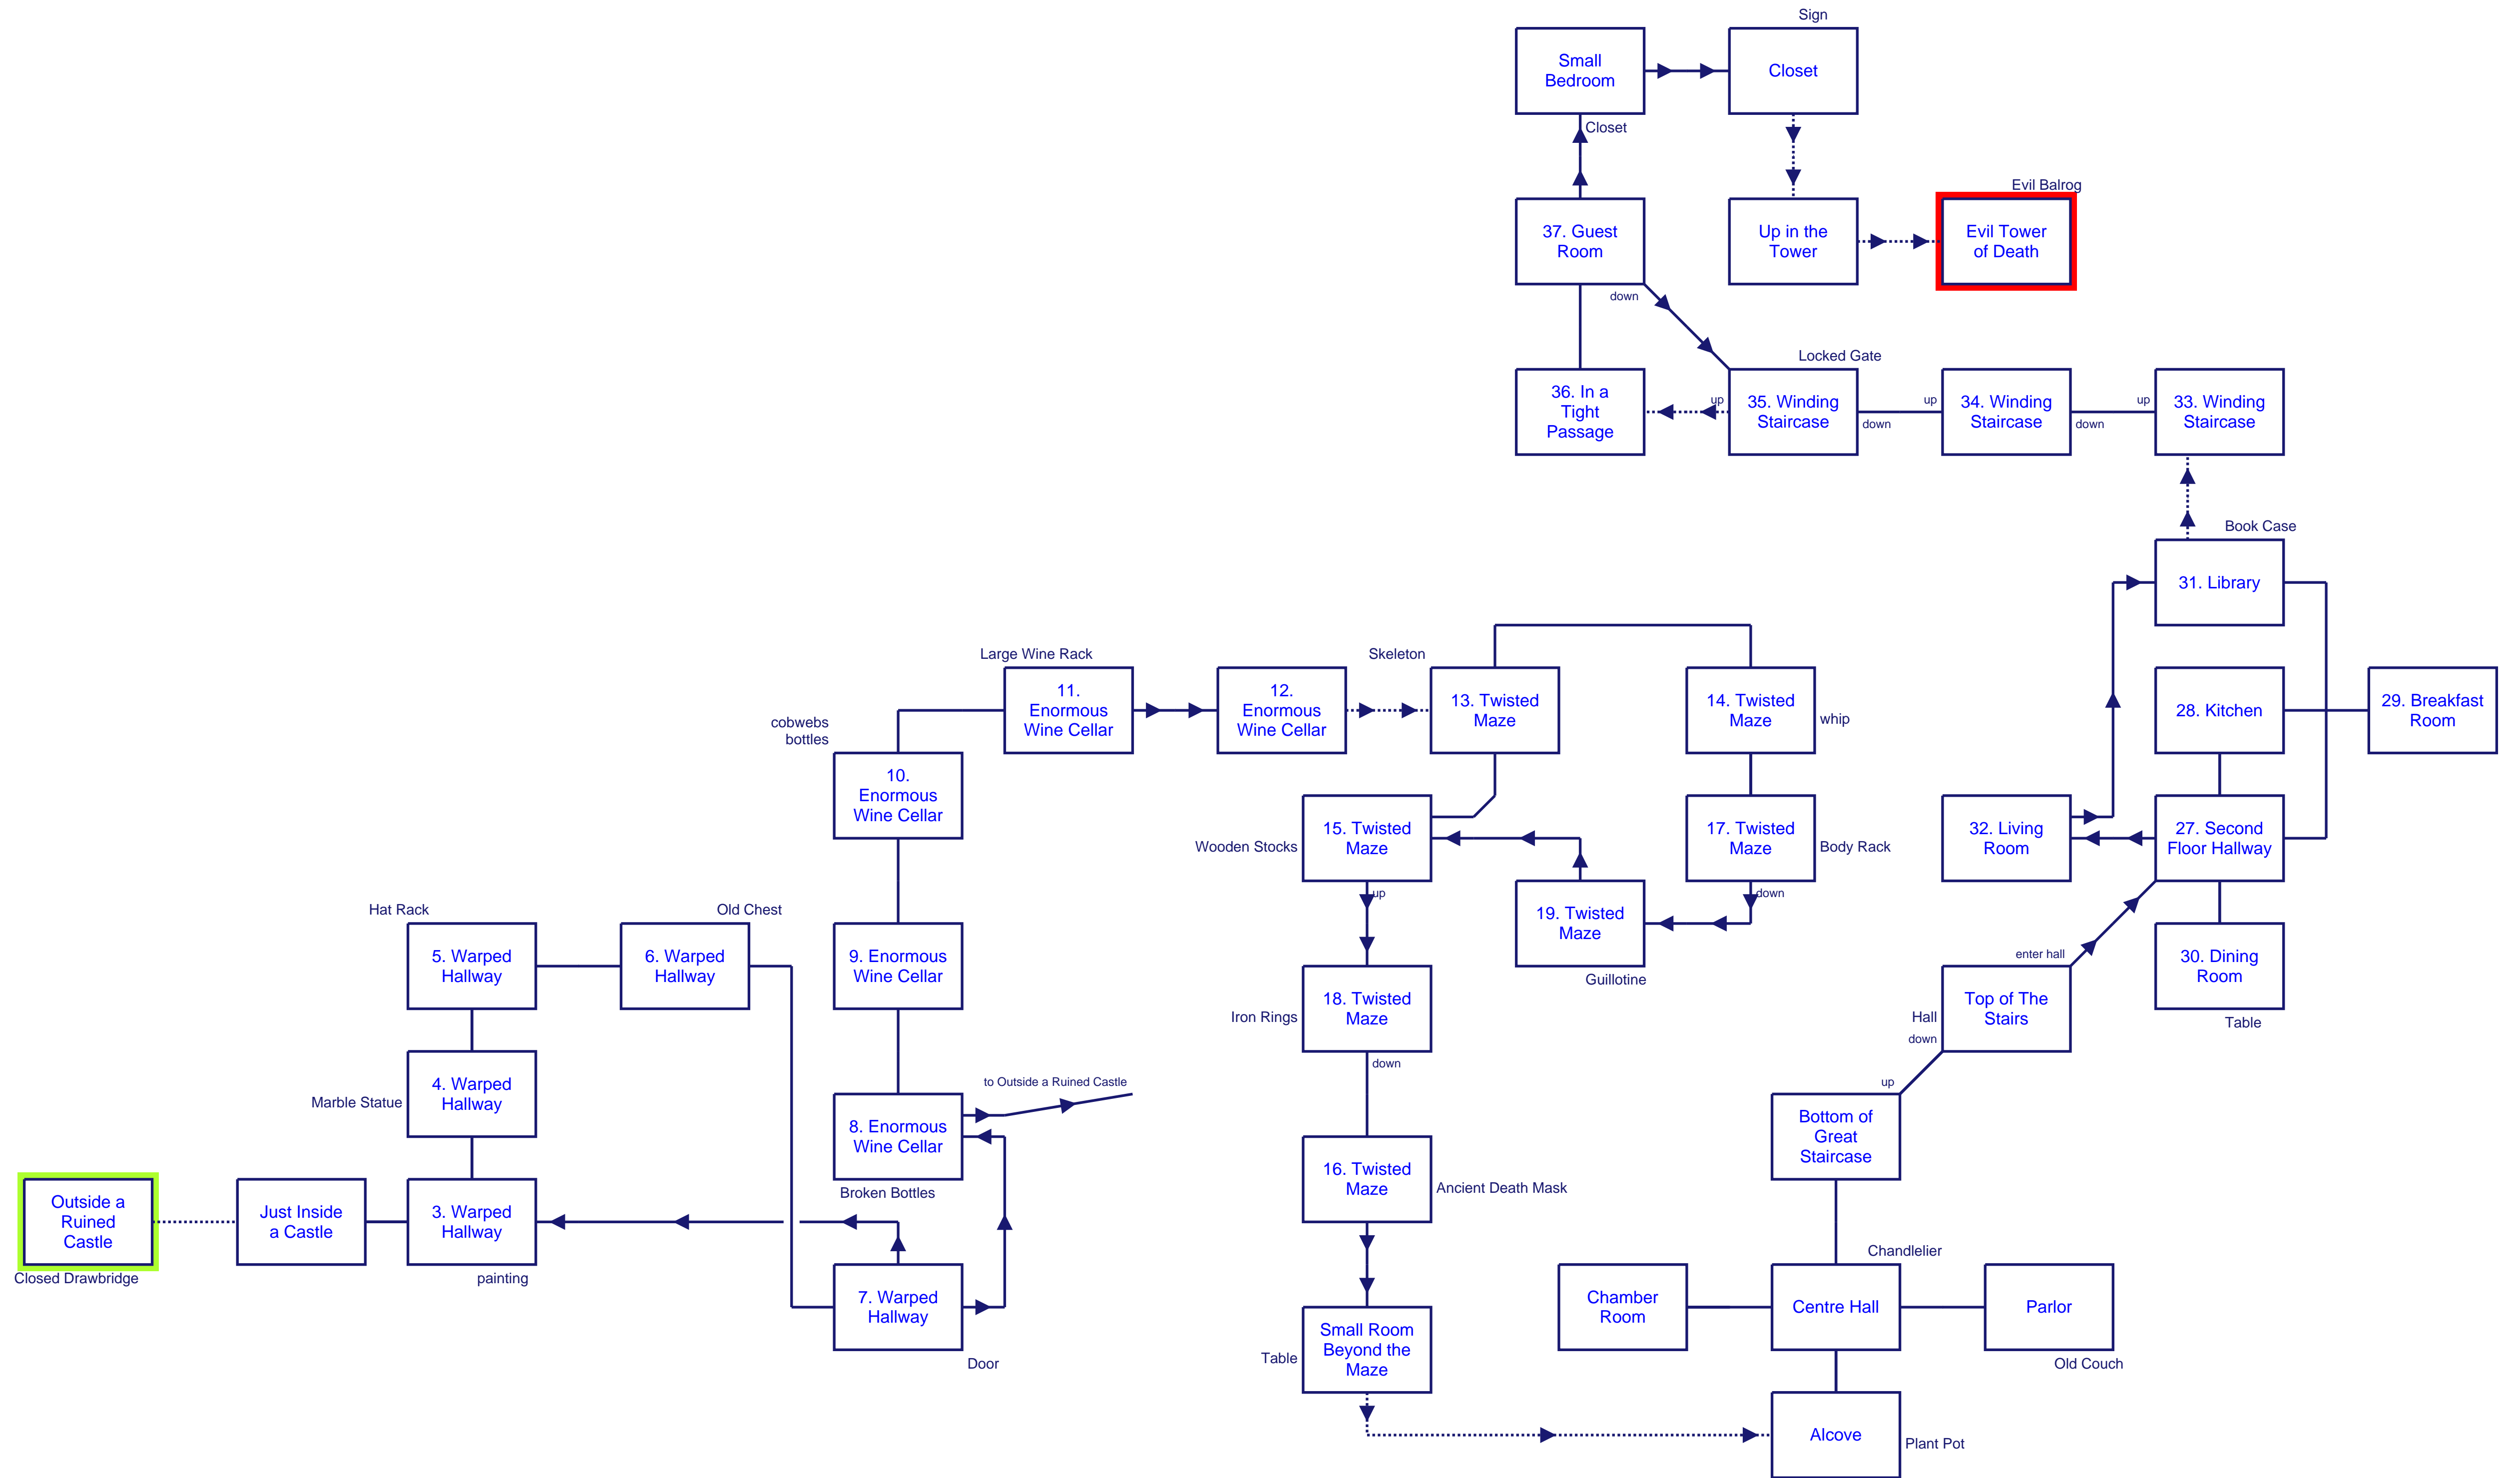 Sign
Small
Bedroom
Closet
Closet
Evil Balrog
37. Guest
Room
Up in the
Tower
Evil Tower
of Death
down
Locked Gate
36. In a
Tight
Passage
up
35. Winding
Staircase
down
up
34. Winding
Staircase
down
up
33. Winding
Staircase
Book Case
31. Library
Large Wine Rack
Skeleton
11.
Enormous
Wine Cellar
12.
Enormous
Wine Cellar
13. Twisted
Maze
14. Twisted
Maze
whip
28. Kitchen
29. Breakfast
Room
cobwebs
bottles
10.
Enormous
Wine Cellar
Wooden Stocks
15. Twisted
Maze
up
17. Twisted
Maze
Body Rack
down
32. Living
Room
27. Second
Floor Hallway
Hat Rack
Old Chest
5. Warped
Hallway
6. Warped
Hallway
9. Enormous
Wine Cellar
19. Twisted
Maze
Guillotine
enter hall
30. Dining
Room
Table
Iron Rings
18. Twisted
Maze
down
Hall
down
Top of The
Stairs
to Outside a Ruined Castle
up
Marble Statue
4. Warped
Hallway
8. Enormous
Wine Cellar
Broken Bottles
Bottom of
Great
Staircase
16. Twisted
Maze
Ancient Death Mask
Outside a
Ruined
Castle
Closed Drawbridge
Just Inside
a Castle
3. Warped
Hallway
painting
Chandlelier
7. Warped
Hallway
Door
Chamber
Room
Centre Hall
Parlor
Old Couch
Table
Small Room
Beyond the
Maze
Alcove
Plant Pot